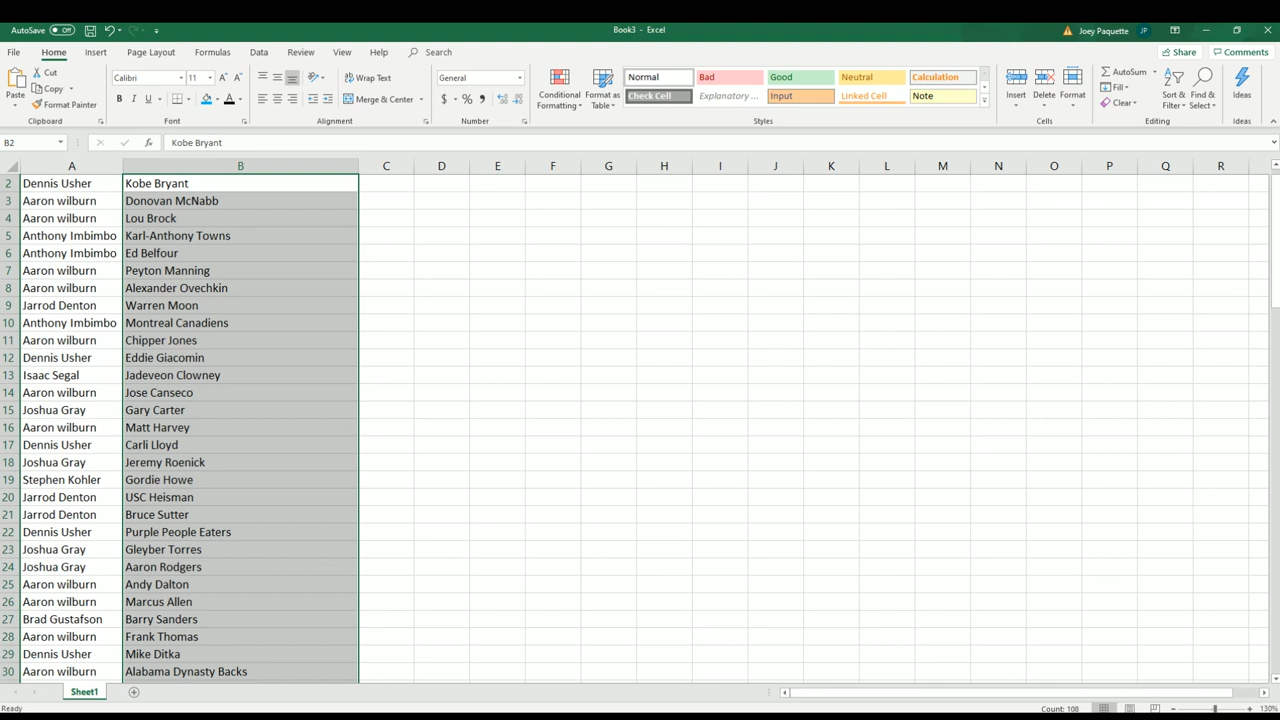 AutoSave Off Book3 - Excel Joey Paquette JP
File Home Insert Page Layout Formulas Data Review View Help Search Share Comments
Paste Cut Copy Format Painter Clipboard
Calibri 11 B I U Font
Wrap Text Merge & Center Alignment
General $ % Number
Conditional Formatting Format as Table
Normal Bad Good Neutral Calculation
Check Cell Explanatory ... Input Linked Cell Note
Styles
Insert Delete Format Cells
AutoSum Fill Clear Sort & Filter Find & Select Editing
Ideas Ideas
B2 fx Kobe Bryant
A B C D E F G H I J K L M N O P Q R
2 Dennis Usher Kobe Bryant
3 Aaron wilburn Donovan McNabb
4 Aaron wilburn Lou Brock
5 Anthony Imbimbo Karl-Anthony Towns
6 Anthony Imbimbo Ed Belfour
7 Aaron wilburn Peyton Manning
8 Aaron wilburn Alexander Ovechkin
9 Jarrod Denton Warren Moon
10 Anthony Imbimbo Montreal Canadiens
11 Aaron wilburn Chipper Jones
12 Dennis Usher Eddie Giacomin
13 Isaac Segal Jadeveon Clowney
14 Aaron wilburn Jose Canseco
15 Joshua Gray Gary Carter
16 Aaron wilburn Matt Harvey
17 Dennis Usher Carli Lloyd
18 Joshua Gray Jeremy Roenick
19 Stephen Kohler Gordie Howe
20 Jarrod Denton USC Heisman
21 Jarrod Denton Bruce Sutter
22 Dennis Usher Purple People Eaters
23 Joshua Gray Gleyber Torres
24 Joshua Gray Aaron Rodgers
25 Aaron wilburn Andy Dalton
26 Aaron wilburn Marcus Allen
27 Brad Gustafson Barry Sanders
28 Aaron wilburn Frank Thomas
29 Dennis Usher Mike Ditka
30 Aaron wilburn Alabama Dynasty Backs
Sheet1
Ready Count: 108 130%